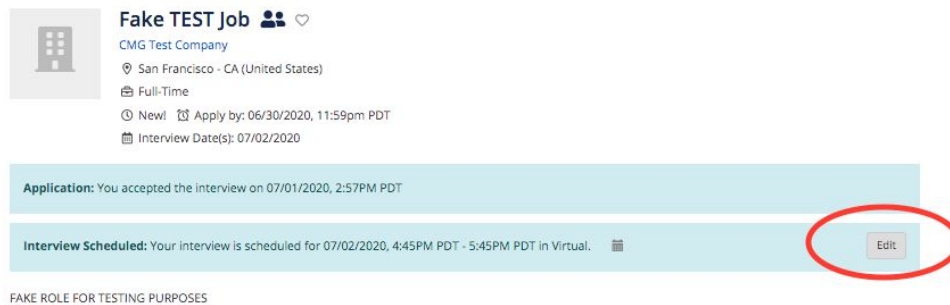 Fake TEST Job
CMG Test Company
San Francisco - CA (United States)
Full-Time
New! Apply by: 06/30/2020, 11:59pm PDT
Interview Date(s): 07/02/2020
Application: You accepted the interview on 07/01/2020, 2:57PM PDT
Interview Scheduled: Your interview is scheduled for 07/02/2020, 4:45PM PDT - 5:45PM PDT in Virtual.
Edit
FAKE ROLE FOR TESTING PURPOSES